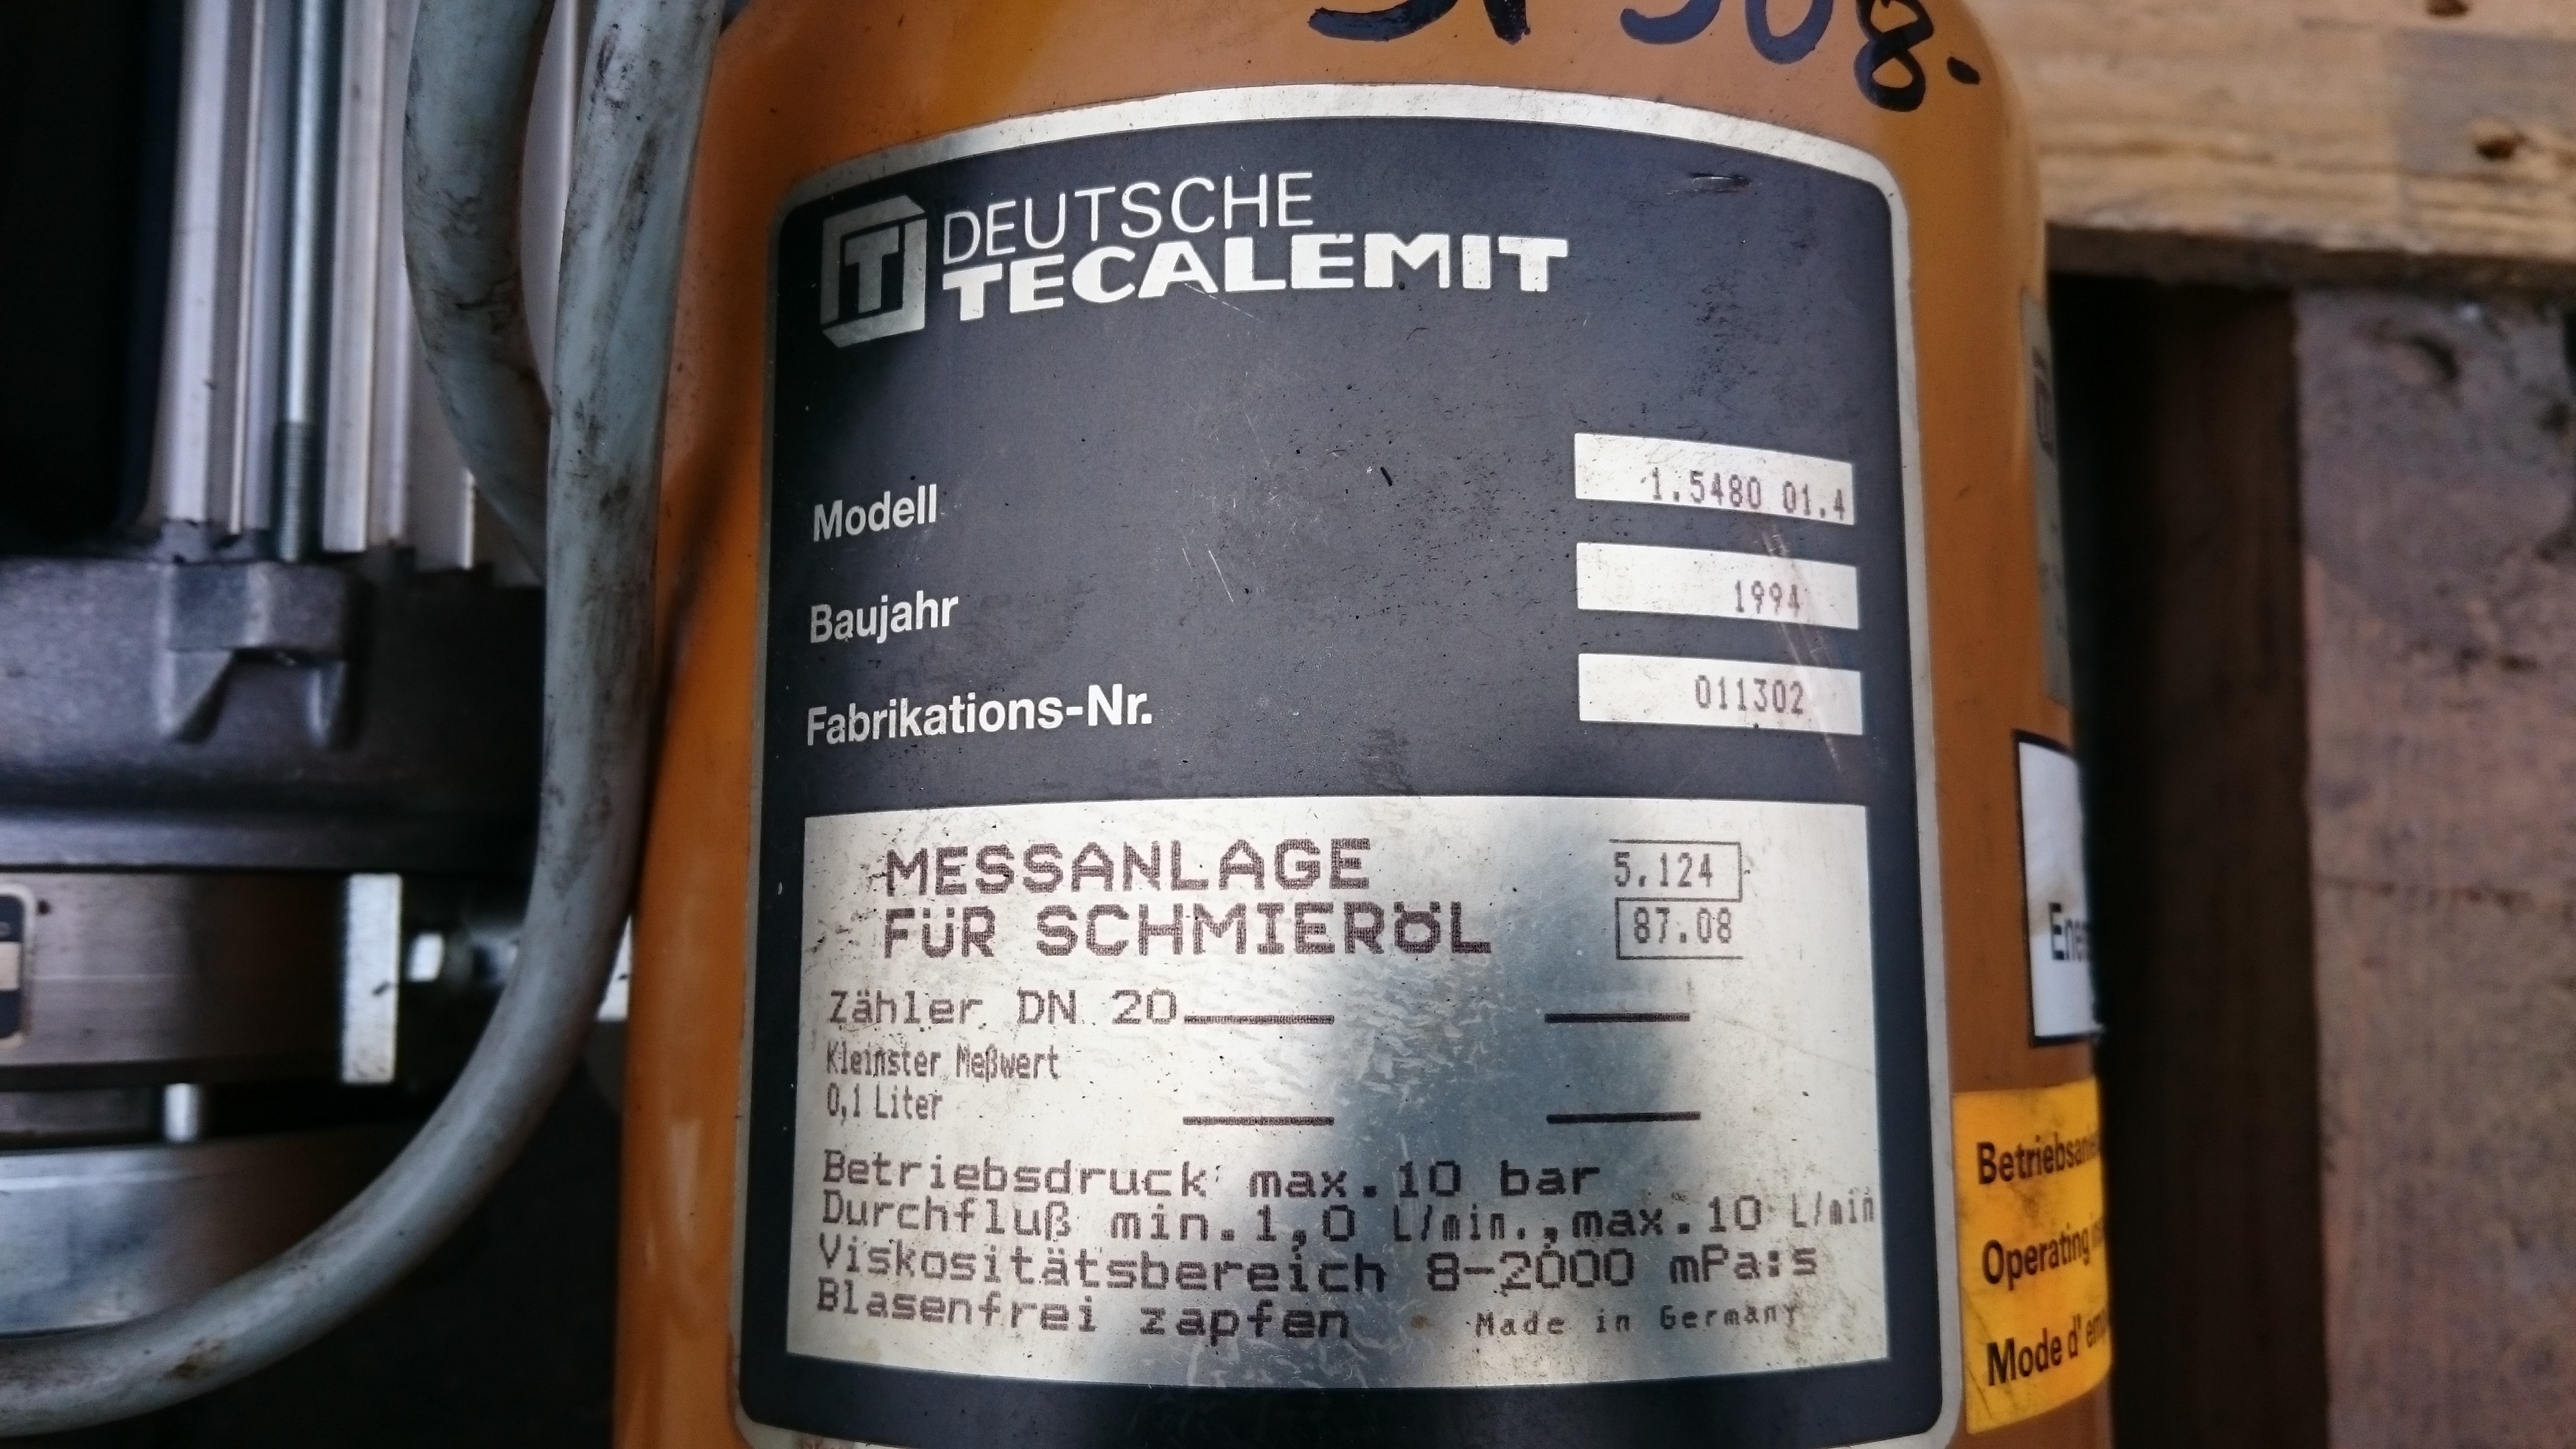 DEUTSCHE
TECALEMIT
Modell 1.5480 01.4
Baujahr 1994
Fabrikations-Nr. 011302
MESSANLAGE 5.124
FÜR SCHMIERÖL 87.08
Zähler DN 20
Kleinster Meßwert
0,1 Liter
Betriebsdruck max.10 bar
Durchfluß min.1,0 L/min.,max.10 L/min
Viskositätsbereich 8-2000 mPa:s
Blasenfrei zapfen Made in Germany
Operating
Mode d'